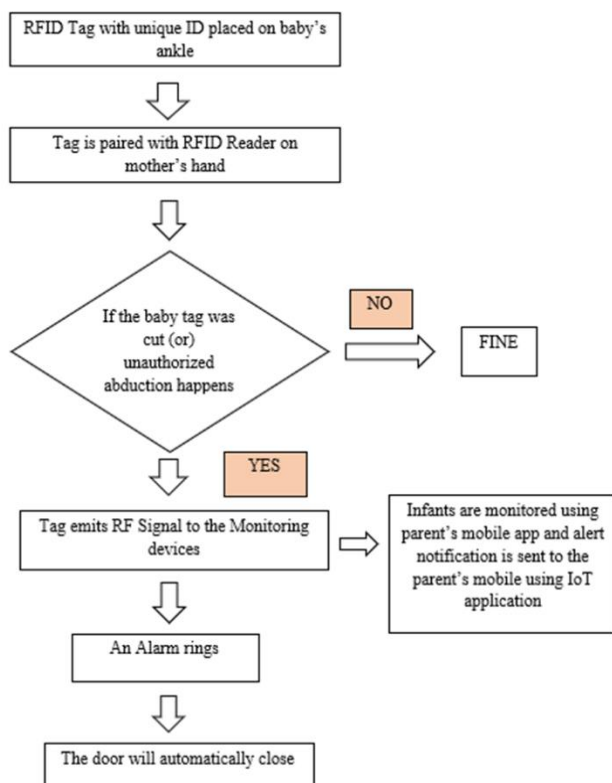 RFID Tag with unique ID placed on baby's
ankle
Tag is paired with RFID Reader on
mother's hand
If the baby tag was
cut (or)
unauthorized
abduction happens
NO
FINE
YES
Tag emits RF Signal to the Monitoring
devices
Infants are monitored using
parent's mobile app and alert
notification is sent to the
parent's mobile using IoT
application
An Alarm rings
The door will automatically close